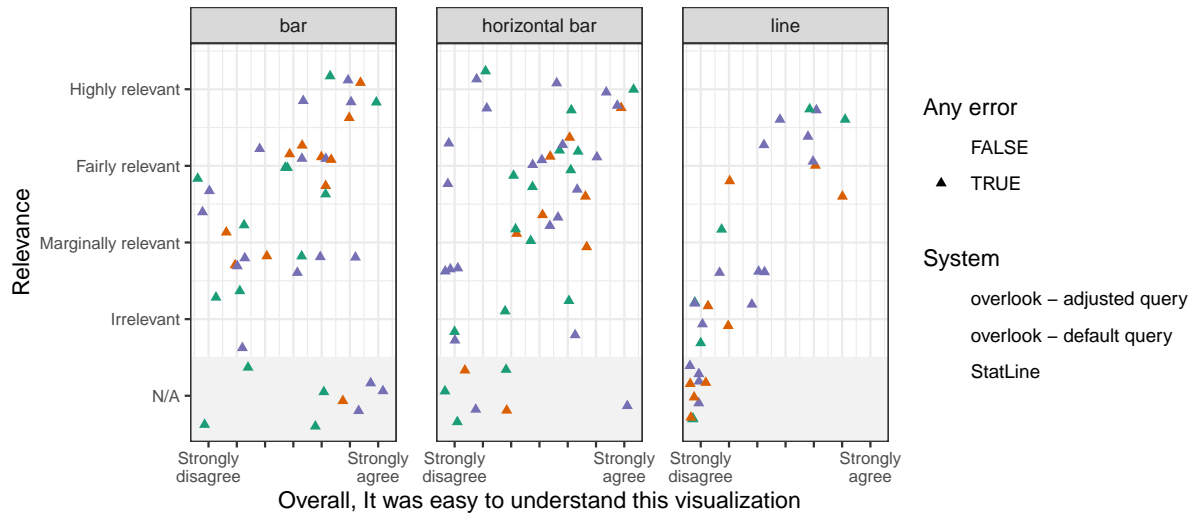 bar
horizontal bar
line
Relevance
Highly relevant
Fairly relevant
Marginally relevant
Irrelevant
N/A
Strongly
disagree
Strongly
agree
Strongly
disagree
Strongly
agree
Strongly
disagree
Strongly
agree
Overall, It was easy to understand this visualization
Any error
FALSE
TRUE
System
overlook − adjusted query
overlook − default query
StatLine